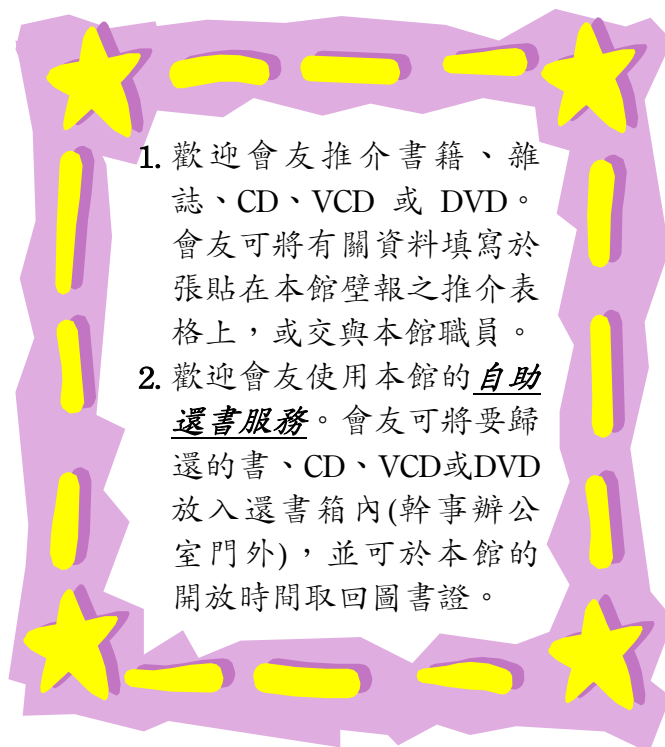 1. 歡迎會友推介書籍、雜
誌、CD、VCD 或 DVD。
會友可將有關資料填寫於
張貼在本館壁報之推介表
格上，或交與本館職員。
2. 歡迎會友使用本館的自助
還書服務。會友可將要歸
還的書、CD、VCD或DVD
放入還書箱內(幹事辦公
室門外)，並可於本館的
開放時間取回圖書證。